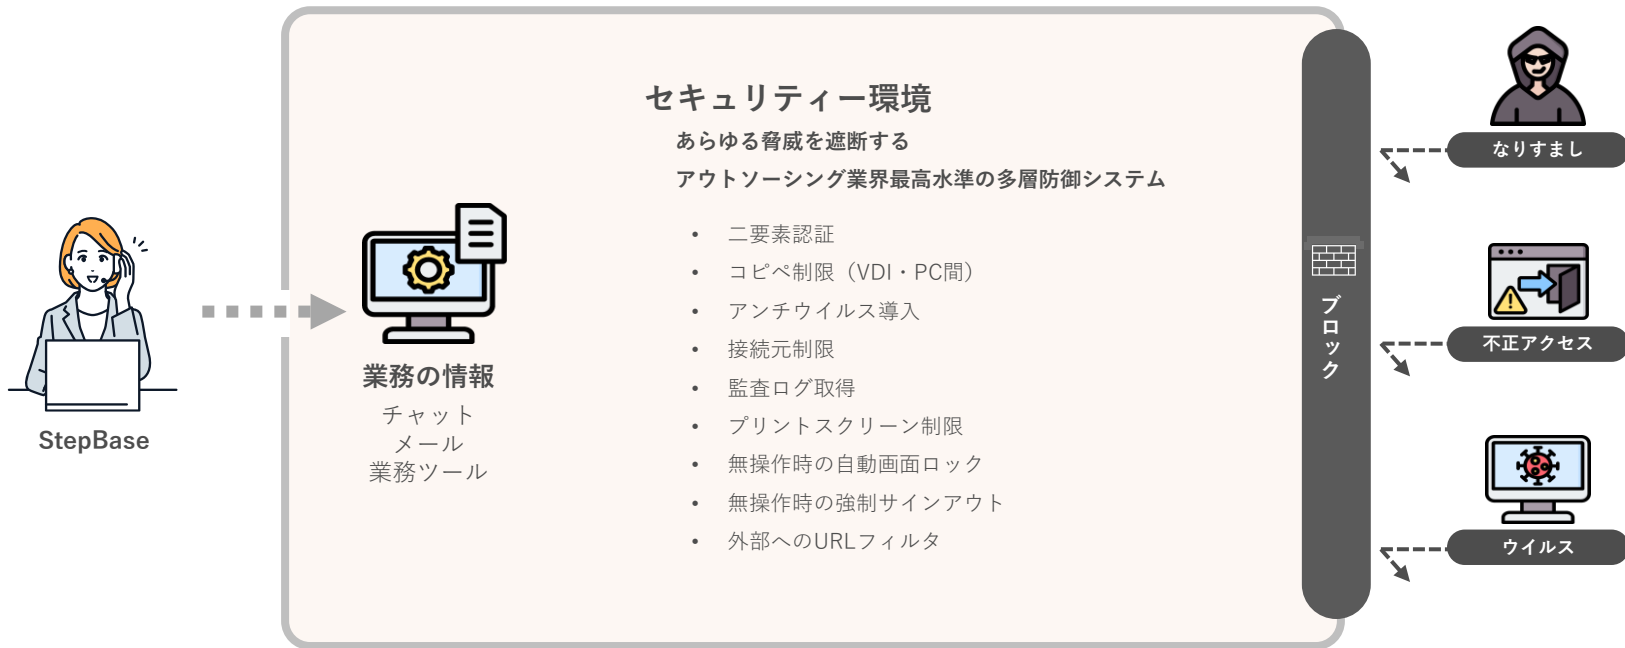 StepBase
業務の情報
チャット
メール
業務ツール
セキュリティー環境
あらゆる脅威を遮断する
アウトソーシング業界最高水準の多層防御システム
• 二要素認証
• コピペ制限（VDI・PC間）
• アンチウイルス導入
• 接続元制限
• 監査ログ取得
• プリントスクリーン制限
• 無操作時の自動画面ロック
• 無操作時の強制サインアウト
• 外部へのURLフィルタ
ブロック
なりすまし
不正アクセス
ウイルス